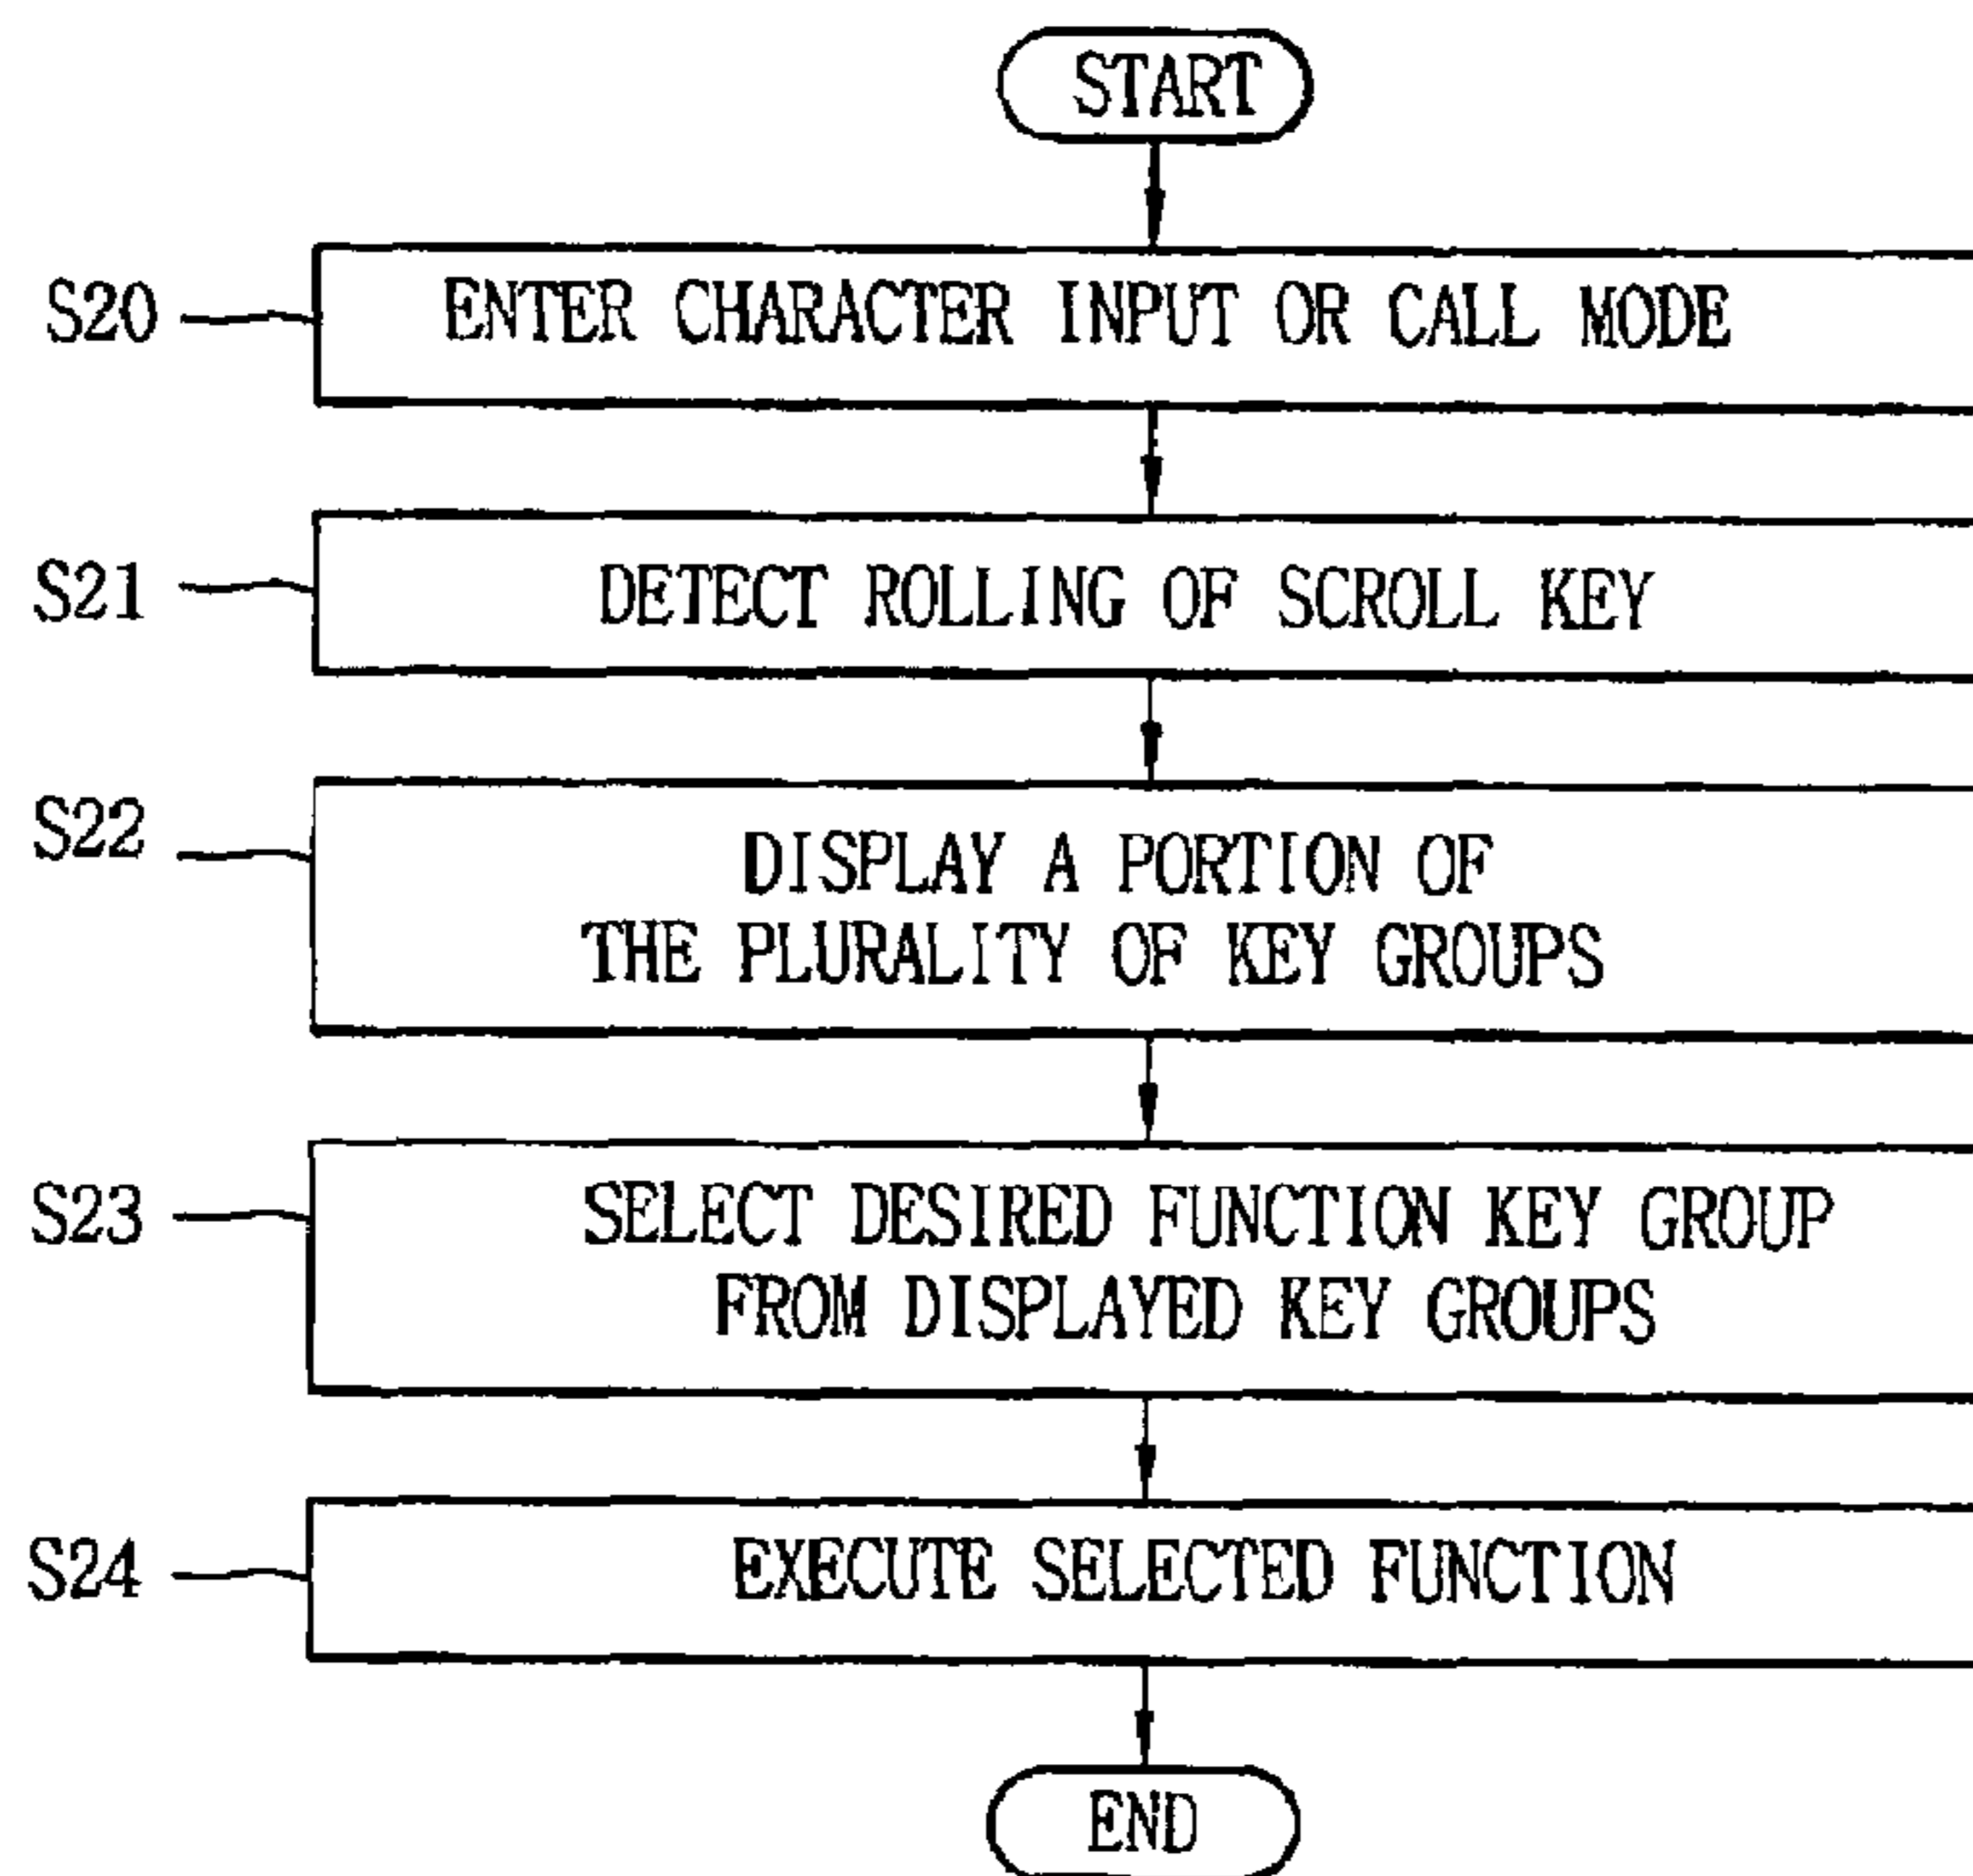 START
S20 ENTER CHARACTER INPUT OR CALL MODE
S21 DETECT ROLLING OF SCROLL KEY
S22 DISPLAY A PORTION OF
THE PLURALITY OF KEY GROUPS
S23 SELECT DESIRED FUNCTION KEY GROUP
FROM DISPLAYED KEY GROUPS
S24 EXECUTE SELECTED FUNCTION
END